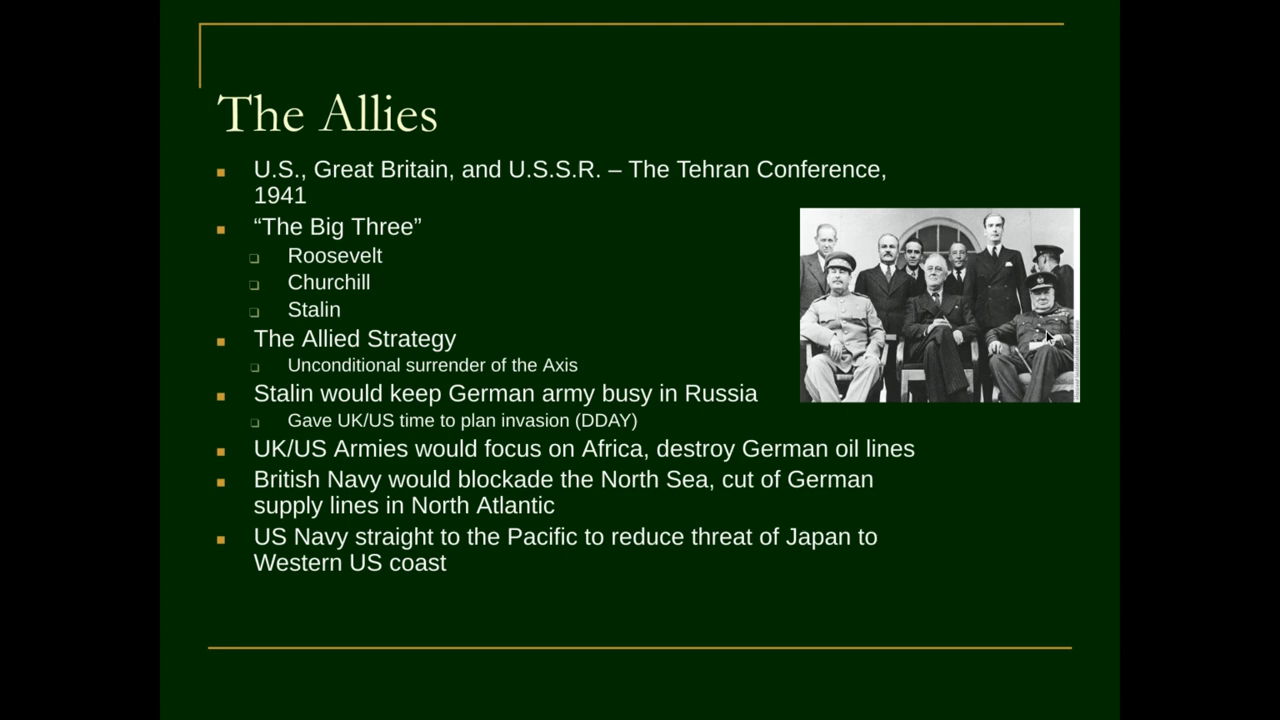 The Allies
U.S., Great Britain, and U.S.S.R. – The Tehran Conference,
1941
“The Big Three”
Roosevelt
Churchill
Stalin
The Allied Strategy
Unconditional surrender of the Axis
Stalin would keep German army busy in Russia
Gave UK/US time to plan invasion (DDAY)
UK/US Armies would focus on Africa, destroy German oil lines
British Navy would blockade the North Sea, cut of German
supply lines in North Atlantic
US Navy straight to the Pacific to reduce threat of Japan to
Western US coast